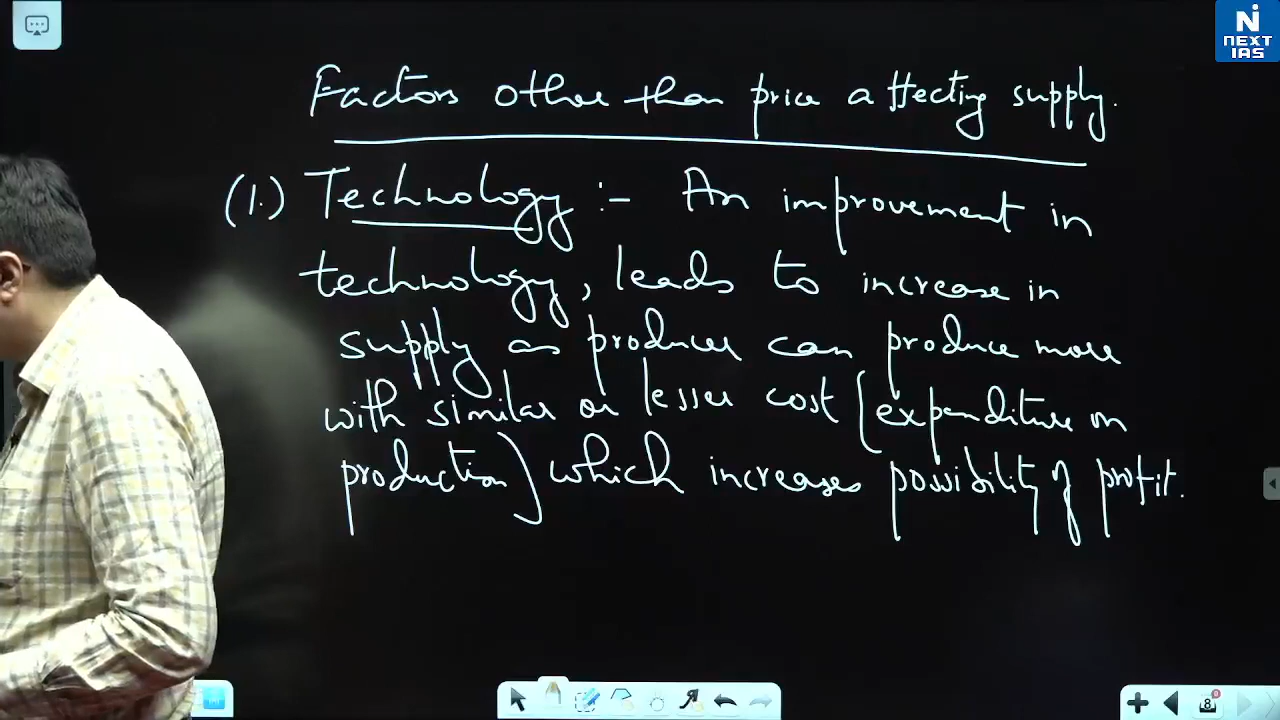 NEXT
IAS
Factors other than price affecting supply.
(1.) Technology :- An improvement in
technology, leads to increase in
supply as producer can produce more
with similar or lesser cost [expenditure on
production] which increases possibility of profit.
8